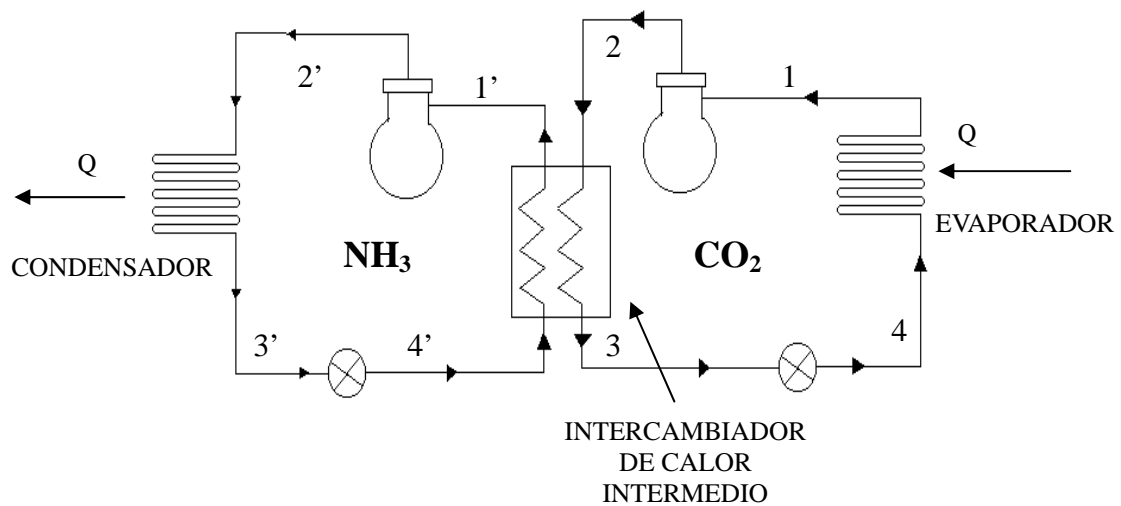 2
2’
1’
1
Q
Q
EVAPORADOR
NH₃
CO₂
CONDENSADOR
3’
4’
3
4
INTERCAMBIADOR
DE CALOR
INTERMEDIO